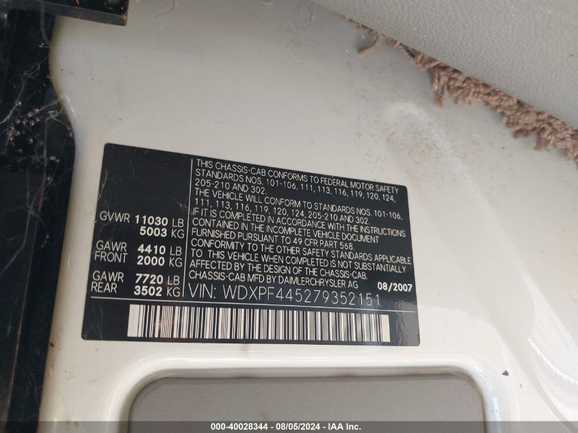 THIS CHASSIS-CAB CONFORMS TO FEDERAL MOTOR SAFETY
STANDARDS NOS. 101-106, 111, 113, 116, 119, 120, 124,
205-210 AND 302.
THE VEHICLE WILL CONFORM TO STANDARDS NOS. 101-106,
111, 113, 116, 119, 120, 124, 205-210 AND 302
IF IT IS COMPLETED IN ACCORDANCE WITH THE INSTRUCTIONS
CONTAINED IN THE INCOMPLETE VEHICLE DOCUMENT
FURNISHED PURSUANT TO 49 CFR PART 568.
CONFORMITY TO THE OTHER SAFETY STANDARDS APPLICABLE
TO THIS VEHICLE WHEN COMPLETED IS NOT SUBSTANTIALLY
AFFECTED BY THE DESIGN OF THE CHASSIS-CAB.
CHASSIS-CAB MFD BY DAIMLERCHRYSLER AG 08/2007
GVWR 11030 LB
5003 KG
GAWR 4410 LB
FRONT 2000 KG
GAWR 7720 LB
REAR 3502 KG
VIN: WDXPF445279352151
000-40028344 — 08/05/2024 — IAA Inc.